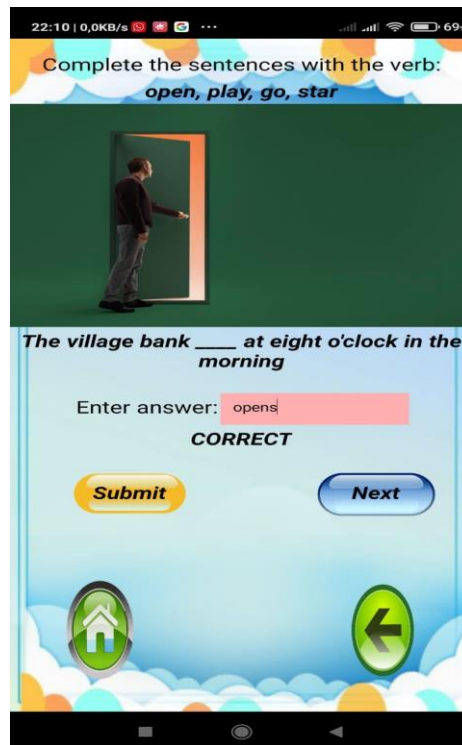 22:10 | 0,0KB/s ··· 69
Complete the sentences with the verb:
open, play, go, star
The village bank ____ at eight o'clock in the
morning
Enter answer: opens
CORRECT
Submit Next